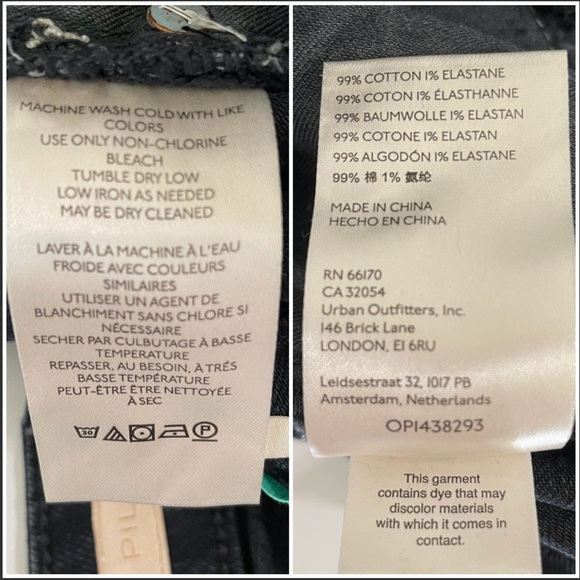 MACHINE WASH COLD WITH LIKE
COLORS
USE ONLY NON-CHLORINE
BLEACH
TUMBLE DRY LOW
LOW IRON AS NEEDED
MAY BE DRY CLEANED
LAVER À LA MACHINE À L'EAU
FROIDE AVEC COULEURS
SIMILAIRES
UTILISER UN AGENT DE
BLANCHIMENT SANS CHLORE SI
NÉCESSAIRE
SECHER PAR CULBUTAGE À BASSE
TEMPERATURE
REPASSER, AU BESOIN, À TRÉS
BASSE TEMPÉRATURE
PEUT-ÊTRE ÊTRE NETTOYÉE
À SEC
30
P
PIL
99% COTTON 1% ELASTANE
99% COTON 1% ÉLASTHANNE
99% BAUMWOLLE 1% ELASTAN
99% COTONE 1% ELASTAN
99% ALGODÓN 1% ELASTANE
99% 棉 1% 氨纶
MADE IN CHINA
HECHO EN CHINA
RN 66170
CA 32054
Urban Outfitters, Inc.
146 Brick Lane
LONDON, E1 6RU
Leidsestraat 32, 1017 PB
Amsterdam, Netherlands
OP1438293
This garment
contains dye that may
discolor materials
with which it comes in
contact.